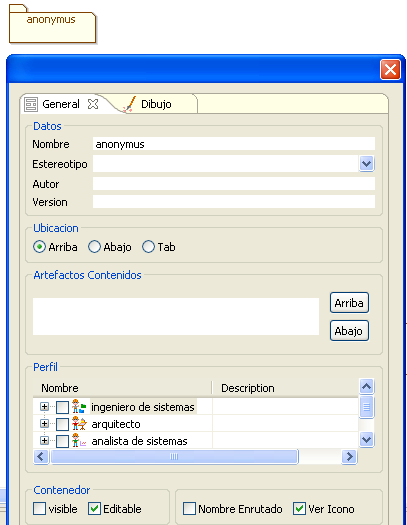 anonymus
General Dibujo
Datos
Nombre anonymus
Estereotipo
Autor
Version
Ubicacion
Arriba Abajo Tab
Artefactos Contenidos
Arriba
Abajo
Perfil
Nombre Description
ingeniero de sistemas
arquitecto
analista de sistemas
Contenedor
visible Editable Nombre Enrutado Ver Icono